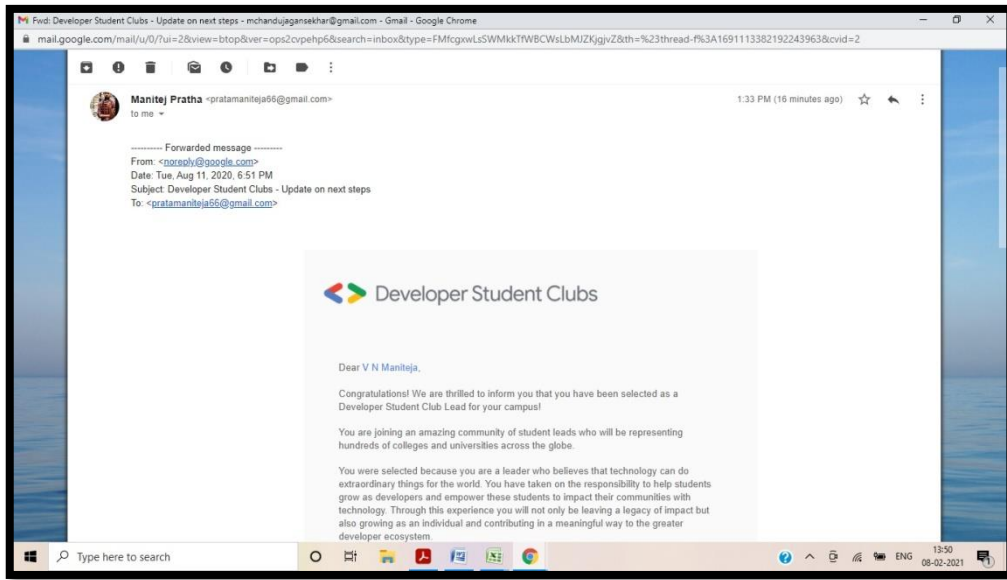 Fwd: Developer Student Clubs - Update on next steps - mchandujagansekhar@gmail.com - Gmail - Google Chrome
mail.google.com/mail/u/0/?ui=2&view=btop&ver=ops2cvpehp6&search=inbox&type=FMfcgxwLsSWMkkTfWBCWsLbMJZKjgjvZ&th=%23thread-f%3A1691113382192243963&cvid=2
Manitej Pratha <pratamaniteja66@gmail.com>
1:33 PM (16 minutes ago)
to me
---------- Forwarded message ---------
From: <noreply@google.com>
Date: Tue, Aug 11, 2020, 6:51 PM
Subject: Developer Student Clubs - Update on next steps
To: <pratamaniteja66@gmail.com>
Developer Student Clubs
Dear V N Maniteja,
Congratulations! We are thrilled to inform you that you have been selected as a
Developer Student Club Lead for your campus!
You are joining an amazing community of student leads who will be representing
hundreds of colleges and universities across the globe.
You were selected because you are a leader who believes that technology can do
extraordinary things for the world. You have taken on the responsibility to help students
grow as developers and empower these students to impact their communities with
technology. Through this experience you will not only be leaving a legacy of impact but
also growing as an individual and contributing in a meaningful way to the greater
developer ecosystem.
Type here to search
ENG
13:50
08-02-2021
1